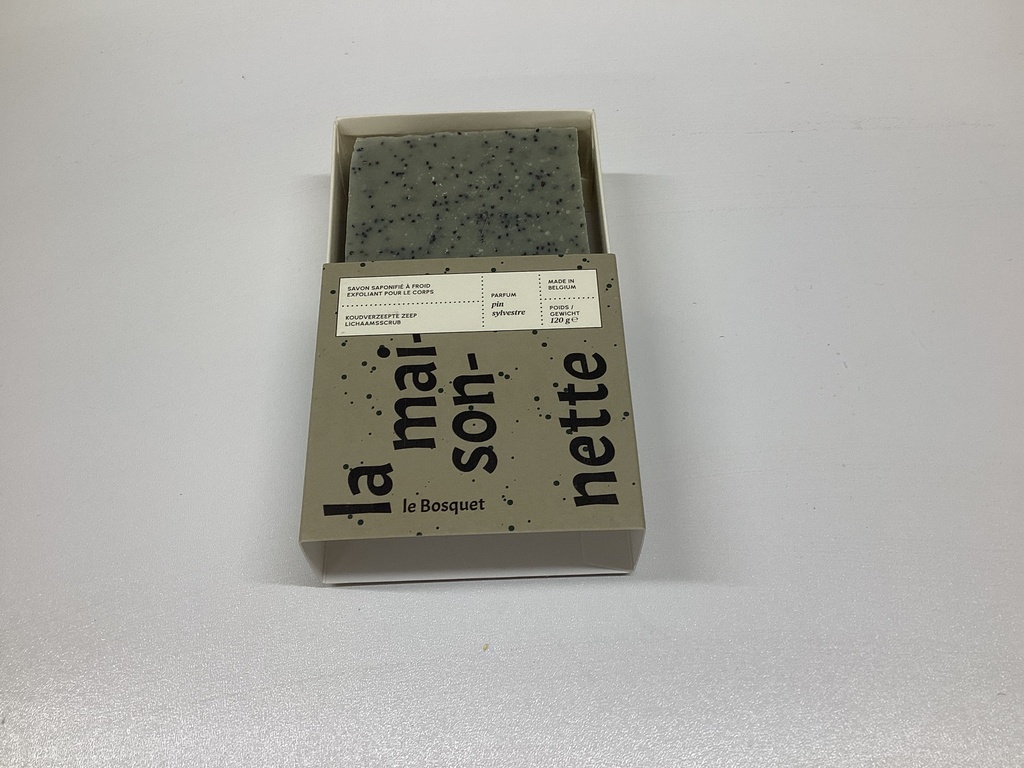 SAVON SAPONIFIÉ À FROID
EXFOLIANT POUR LE CORPS
KOUDVERZEEPTE ZEEP
LICHAAMSSCRUB
PARFUM
pin
sylvestre
MADE IN
BELGIUM
POIDS /
GEWICHT
120 g ℮
la
mai-
son-
nette
le Bosquet